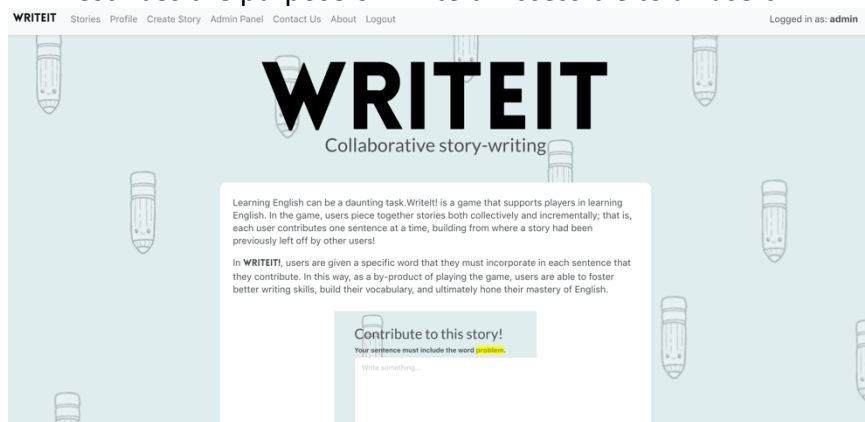 WRITEIT Stories Profile Create Story Admin Panel Contact Us About Logout Logged in as: admin
WRITEIT
Collaborative story-writing
Learning English can be a daunting task.WriteIt! is a game that supports players in learning
English. In the game, users piece together stories both collectively and incrementally; that is,
each user contributes one sentence at a time, building from where a story had been
previously left off by other users!
In WRITEIT!, users are given a specific word that they must incorporate in each sentence that
they contribute. In this way, as a by-product of playing the game, users are able to foster
better writing skills, build their vocabulary, and ultimately hone their mastery of English.
Contribute to this story!
Your sentence must include the word problem.
Write something...